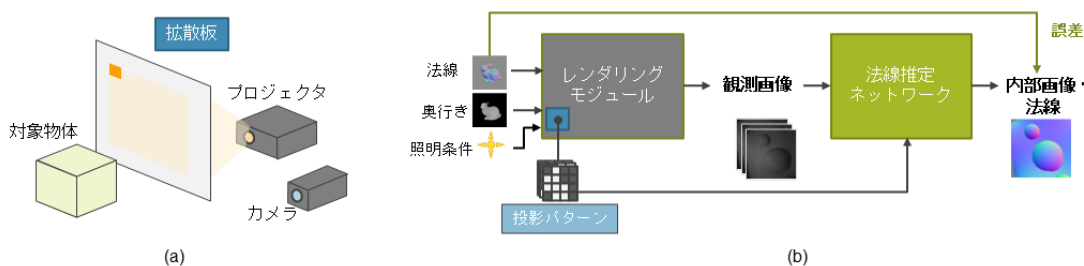 拡散板
プロジェクタ
対象物体
カメラ
(a)
誤差
法線
奥行き
照明条件
レンダリング
モジュール
観測画像
法線推定
ネットワーク
内部画像・
法線
投影パターン
(b)